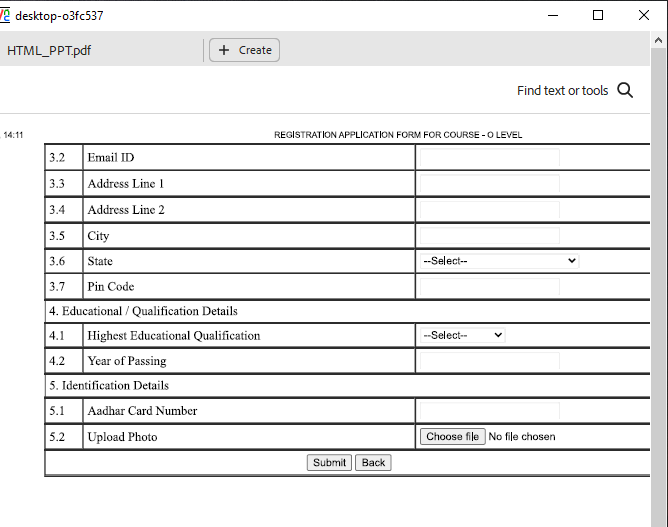 desktop-o3fc537
HTML_PPT.pdf
+ Create
Find text or tools
14:11 REGISTRATION APPLICATION FORM FOR COURSE - O LEVEL
3.2 Email ID
3.3 Address Line 1
3.4 Address Line 2
3.5 City
3.6 State --Select--
3.7 Pin Code
4. Educational / Qualification Details
4.1 Highest Educational Qualification --Select--
4.2 Year of Passing
5. Identification Details
5.1 Aadhar Card Number
5.2 Upload Photo Choose file No file chosen
Submit Back